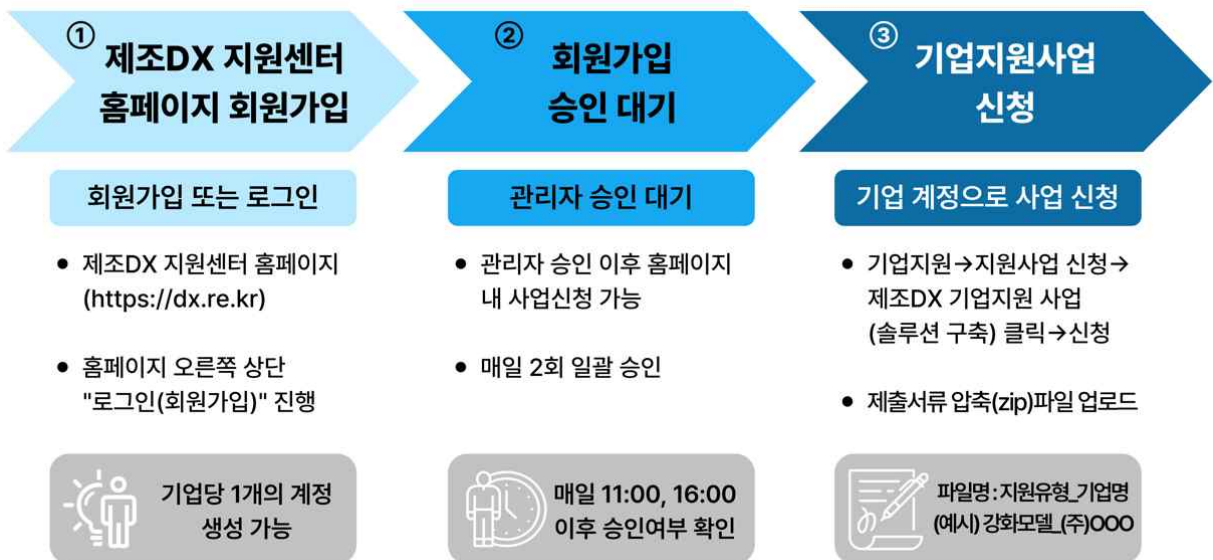 ①
제조DX 지원센터
홈페이지 회원가입
회원가입 또는 로그인
• 제조DX 지원센터 홈페이지
(https://dx.re.kr)
• 홈페이지 오른쪽 상단
"로그인(회원가입)" 진행
기업당 1개의 계정
생성 가능
②
회원가입
승인 대기
관리자 승인 대기
• 관리자 승인 이후 홈페이지
내 사업신청 가능
• 매일 2회 일괄 승인
매일 11:00, 16:00
이후 승인여부 확인
③
기업지원사업
신청
기업 계정으로 사업 신청
• 기업지원→지원사업 신청→
제조DX 기업지원 사업
(솔루션 구축) 클릭→신청
• 제출서류 압축(zip)파일 업로드
파일명 : 지원유형_기업명
(예시) 강화모델_(주)OOO